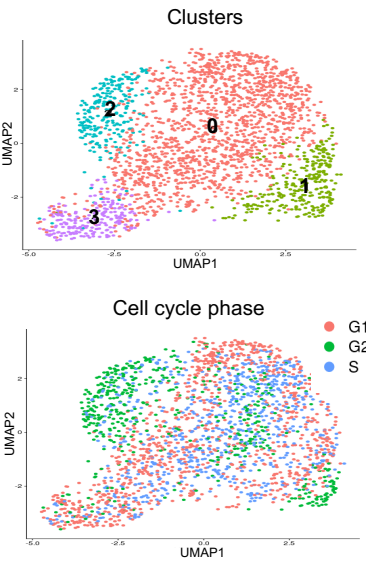 Clusters
2
0
1
3
UMAP2
2
0
-2
-5.0
-2.5
0.0
2.5
UMAP1
Cell cycle phase
G1
G2
S
UMAP2
2
0
-2
-5.0
-2.5
0.0
2.5
UMAP1